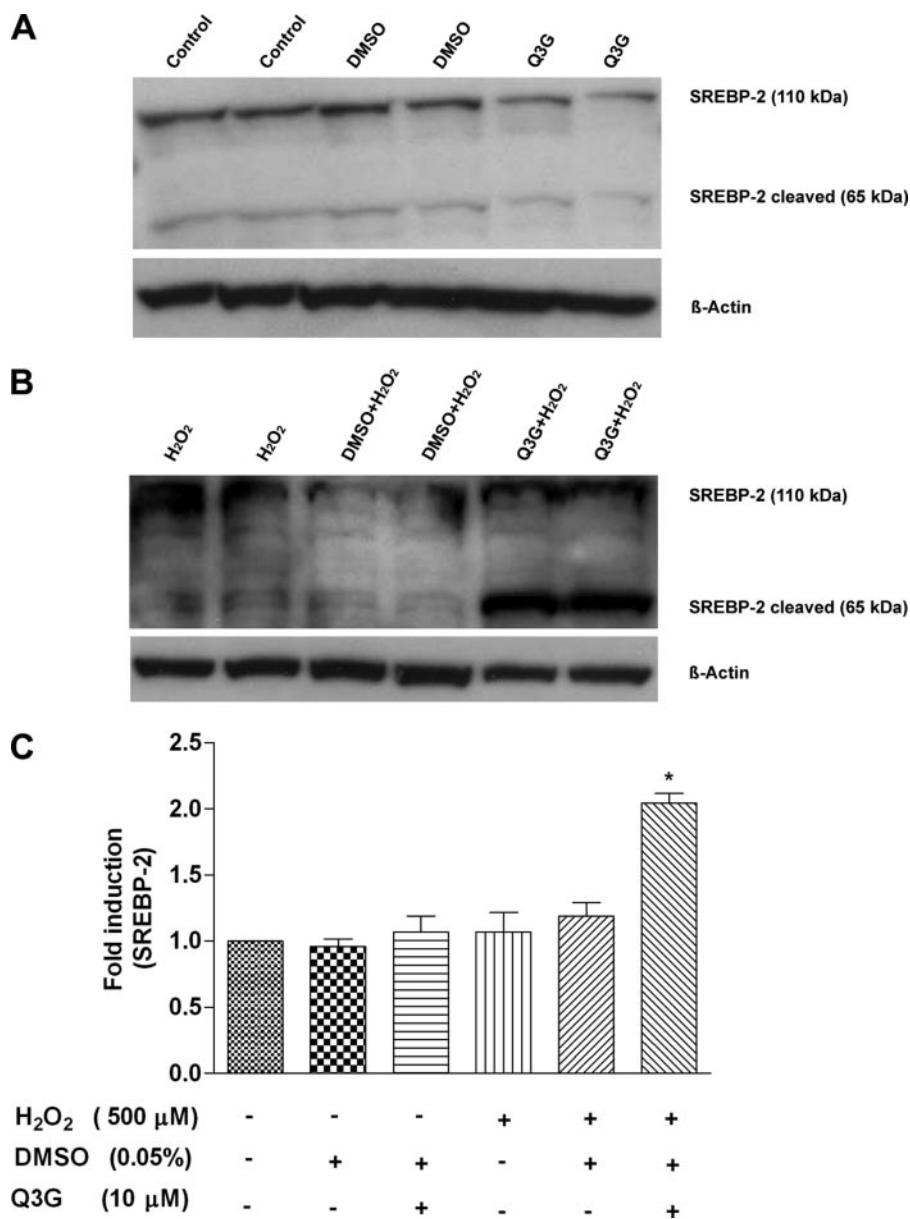 A
Control Control DMSO DMSO Q3G Q3G
SREBP-2 (110 kDa)
SREBP-2 cleaved (65 kDa)
ß-Actin
B
H₂O₂ H₂O₂ DMSO+H₂O₂ DMSO+H₂O₂ Q3G+H₂O₂ Q3G+H₂O₂
SREBP-2 (110 kDa)
SREBP-2 cleaved (65 kDa)
ß-Actin
C
Fold induction
(SREBP-2)
2.5
2.0
1.5
1.0
0.5
0.0
*
H₂O₂ ( 500 µM) - - - + + +
DMSO (0.05%) - + + - + +
Q3G (10 µM) - - + - - +